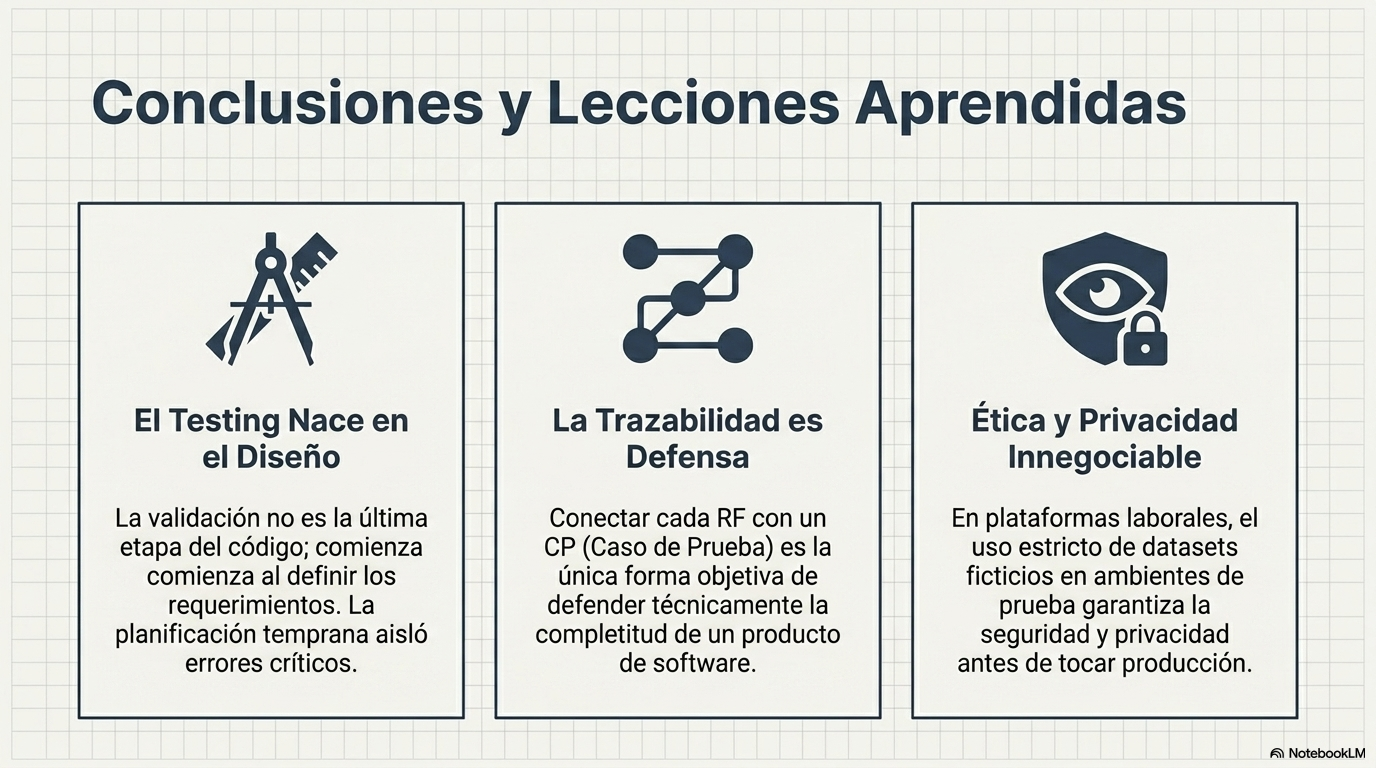 Conclusiones y Lecciones Aprendidas
El Testing Nace en
el Diseño
La validación no es la última
etapa del código; comienza
comienza al definir los
requerimientos. La
planificación temprana aisló
errores críticos.
La Trazabilidad es
Defensa
Conectar cada RF con un
CP (Caso de Prueba) es la
única forma objetiva de
defender técnicamente la
completitud de un producto
de software.
Ética y Privacidad
Innegociable
En plataformas laborales, el
uso estricto de datasets
ficticios en ambientes de
prueba garantiza la
seguridad y privacidad
antes de tocar producción.
NotebookLM